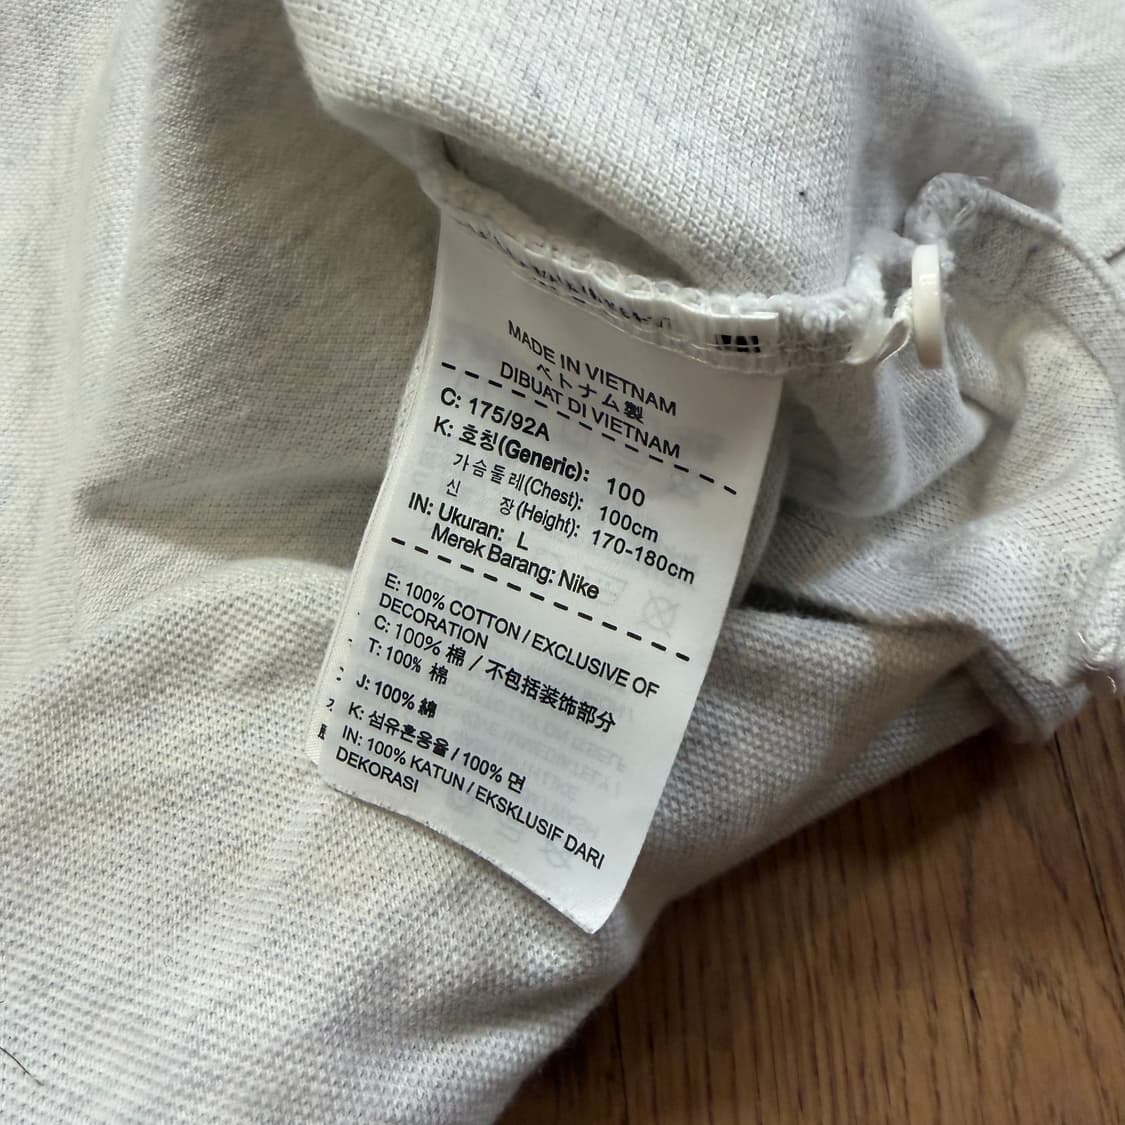 MADE IN VIETNAM
ベトナム製
DIBUAT DI VIETNAM
C: 175/92A
K: 호칭(Generic): 100
가슴둘레(Chest): 100cm
신 장(Height): 170-180cm
IN: Ukuran: L
Merek Barang: Nike
E: 100% COTTON / EXCLUSIVE OF
DECORATION
C: 100% 棉 / 不包括装饰部分
T: 100% 棉
J: 100% 綿
K: 섬유혼용율 / 100% 면
IN: 100% KATUN / EKSKLUSIF DARI
DEKORASI